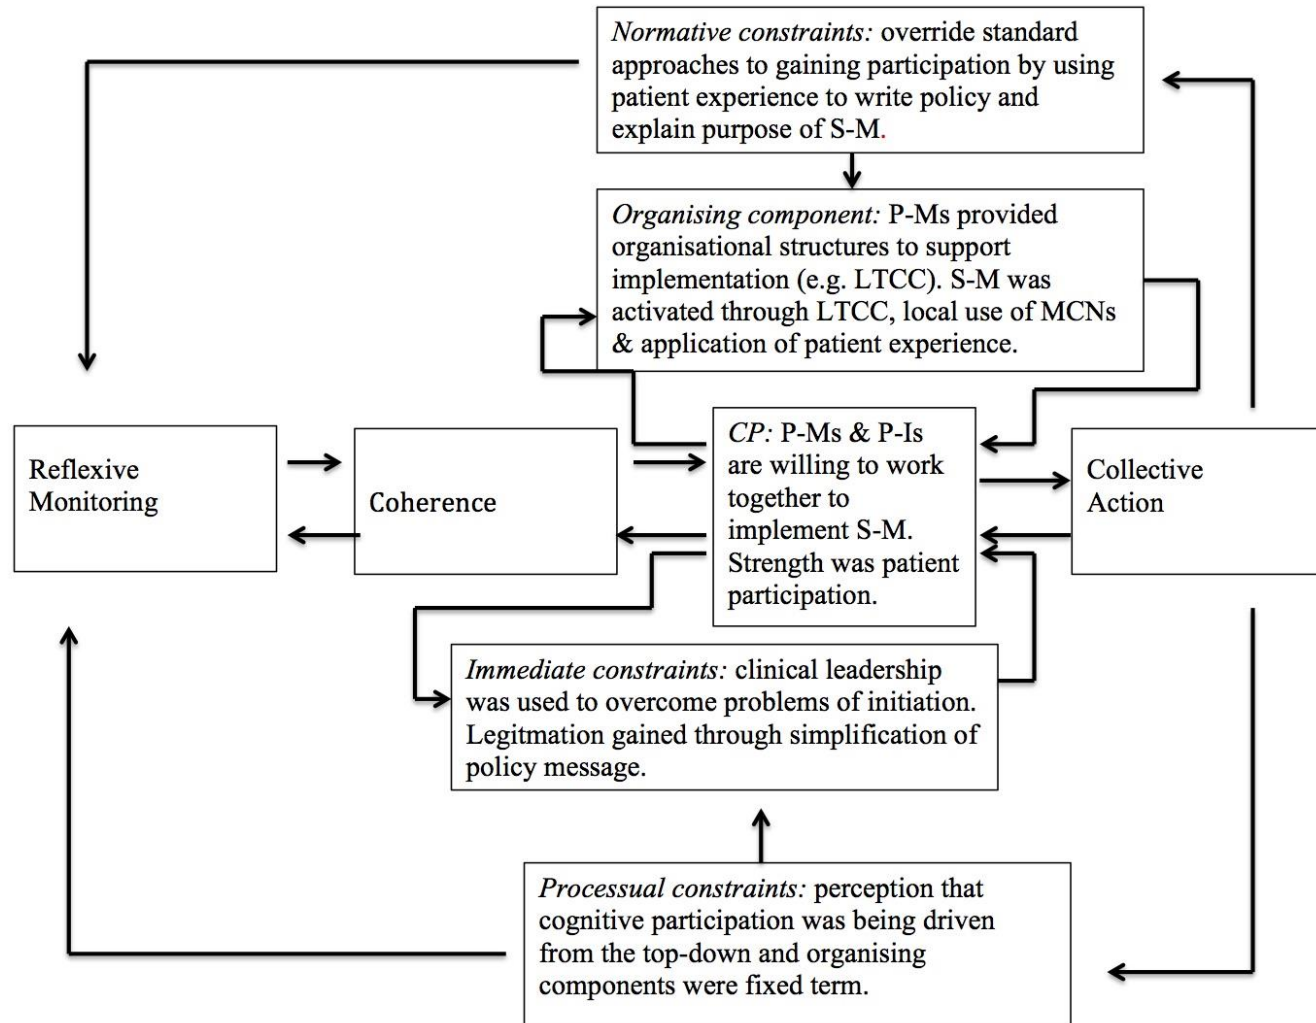 Normative constraints: override standard
approaches to gaining participation by using
patient experience to write policy and
explain purpose of S-M.
Organising component: P-Ms provided
organisational structures to support
implementation (e.g. LTCC). S-M was
activated through LTCC, local use of MCNs
& application of patient experience.
Reflexive
Monitoring
Coherence
CP: P-Ms & P-Is
are willing to work
together to
implement S-M.
Strength was patient
participation.
Collective
Action
Immediate constraints: clinical leadership
was used to overcome problems of initiation.
Legitmation gained through simplification of
policy message.
Processual constraints: perception that
cognitive participation was being driven
from the top-down and organising
components were fixed term.